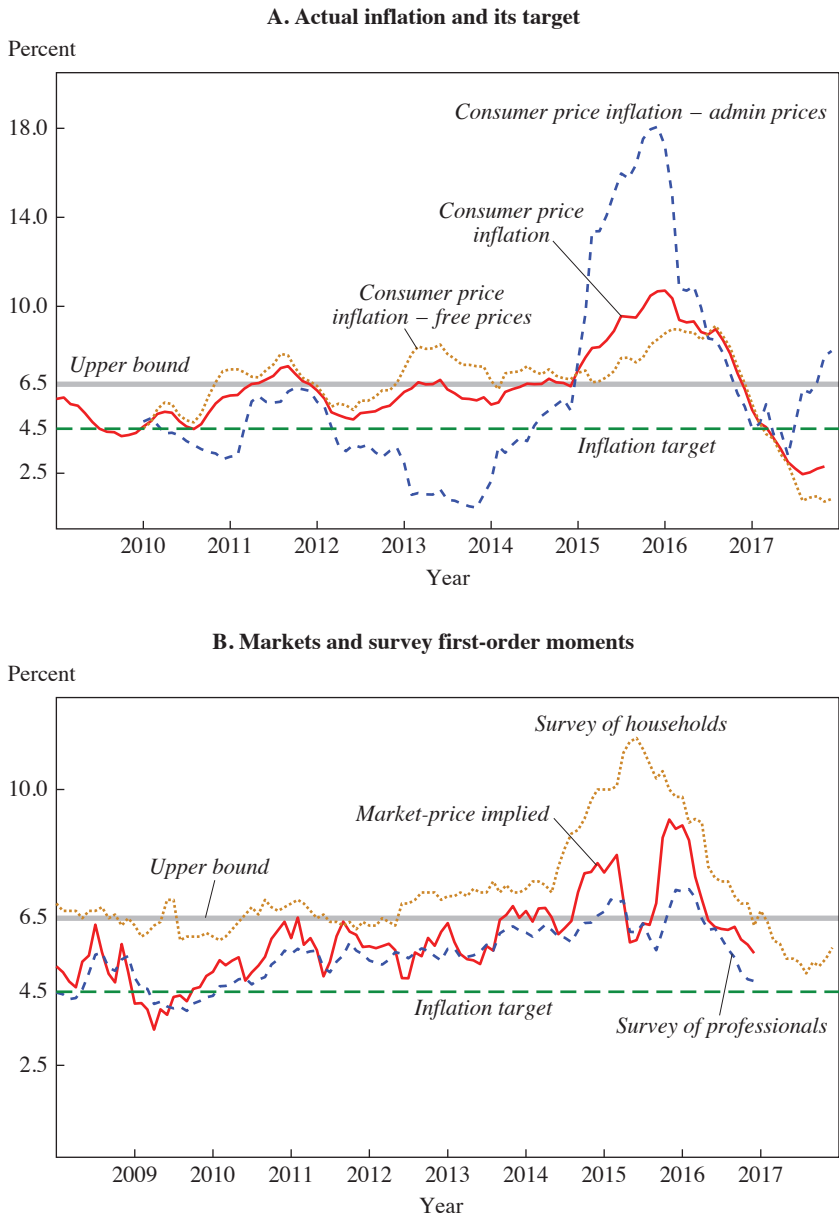 A. Actual inflation and its target
Percent
Consumer price inflation – admin prices
18.0
Consumer price
inflation
14.0
Consumer price
inflation – free prices
10.0
Upper bound
6.5
4.5
Inflation target
2.5
2010 2011 2012 2013 2014 2015 2016 2017
Year
B. Markets and survey first-order moments
Percent
Survey of households
10.0
Market-price implied
Upper bound
6.5
4.5
Inflation target
Survey of professionals
2.5
2009 2010 2011 2012 2013 2014 2015 2016 2017
Year